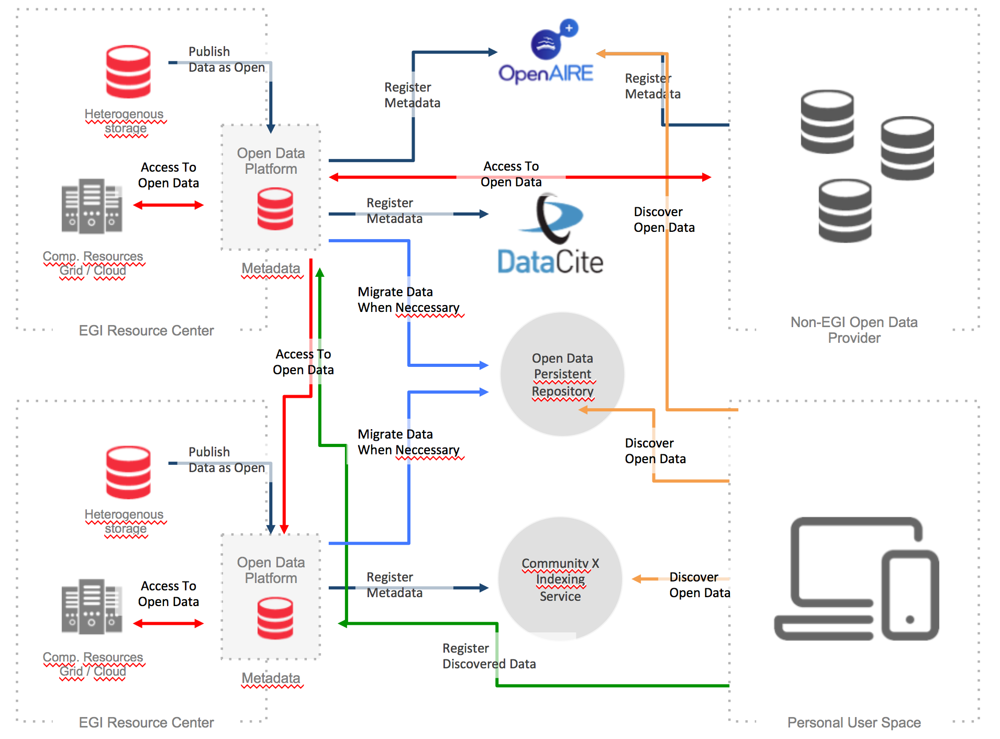 Publish
Data as Open
Heterogenous
storage
Access To
Open Data
Comp. Resources
Grid / Cloud
Open Data
Platform
Metadata
EGI Resource Center
Register
Metadata
OpenAIRE
Register
Metadata
Access To
Open Data
Register
Metadata
DataCite
Discover
Open Data
Non-EGI Open Data
Provider
Migrate Data
When Neccessary
Access To
Open Data
Open Data
Persistent
Repository
Migrate Data
When Neccessary
Discover
Open Data
Publish
Data as Open
Heterogenous
storage
Access To
Open Data
Comp. Resources
Grid / Cloud
Open Data
Platform
Metadata
EGI Resource Center
Register
Metadata
Community X
Indexing
Service
Discover
Open Data
Register
Discovered Data
Personal User Space